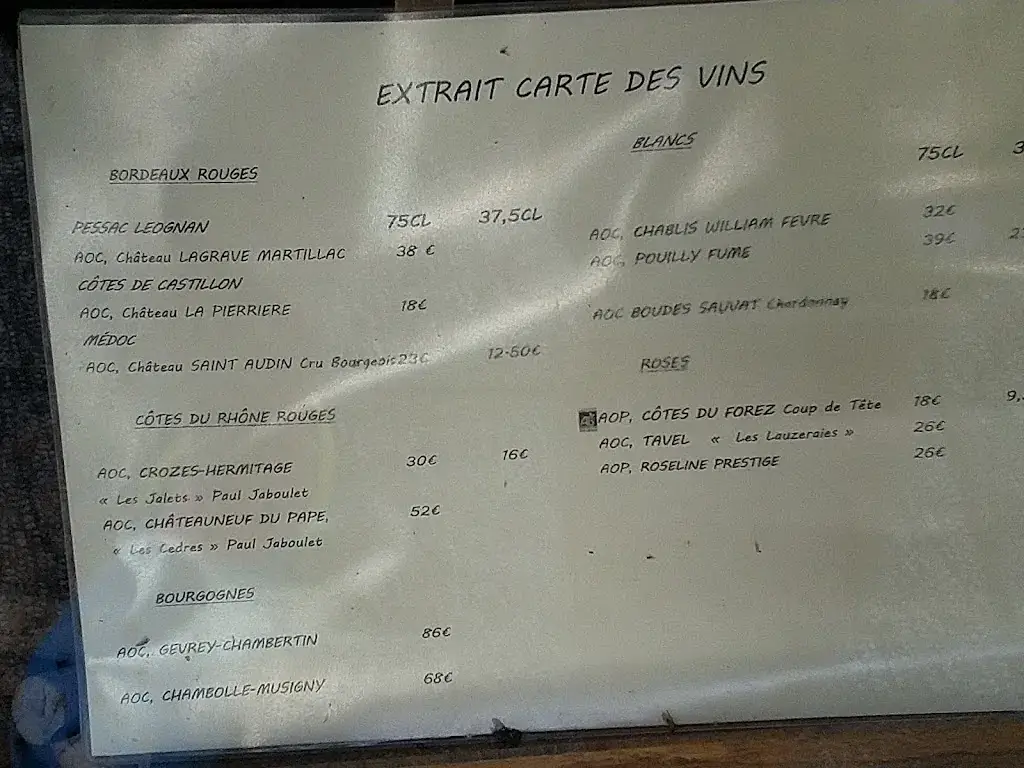 EXTRAIT CARTE DES VINS
BORDEAUX ROUGES
PESSAC LEOGNAN 75CL 37,5CL
AOC, Château LAGRAVE MARTILLAC 38 €
CÔTES DE CASTILLON
AOC, Château LA PIERRIERE 18€
MÉDOC
AOC, Château SAINT AUDIN Cru Bourgeois 23€ 12-50€
CÔTES DU RHÔNE ROUGES
AOC, CROZES-HERMITAGE 30€ 16€
« Les Jalets » Paul Jaboulet
AOC, CHÂTEAUNEUF DU PAPE, 52€
« Les Cedres » Paul Jaboulet
BOURGOGNES
AOC, GEVREY-CHAMBERTIN 86€
AOC, CHAMBOLLE-MUSIGNY 68€
BLANCS
75CL 3
AOC, CHABLIS WILLIAM FEVRE 32€
AOC, POUILLY FUME 39€
AOC BOUDES SAUVAT Chardonnay 18€
ROSES
AOP, CÔTES DU FOREZ Coup de Tête 18€ 9,
AOC, TAVEL « Les Lauzeraies » 26€
AOP, ROSELINE PRESTIGE 26€